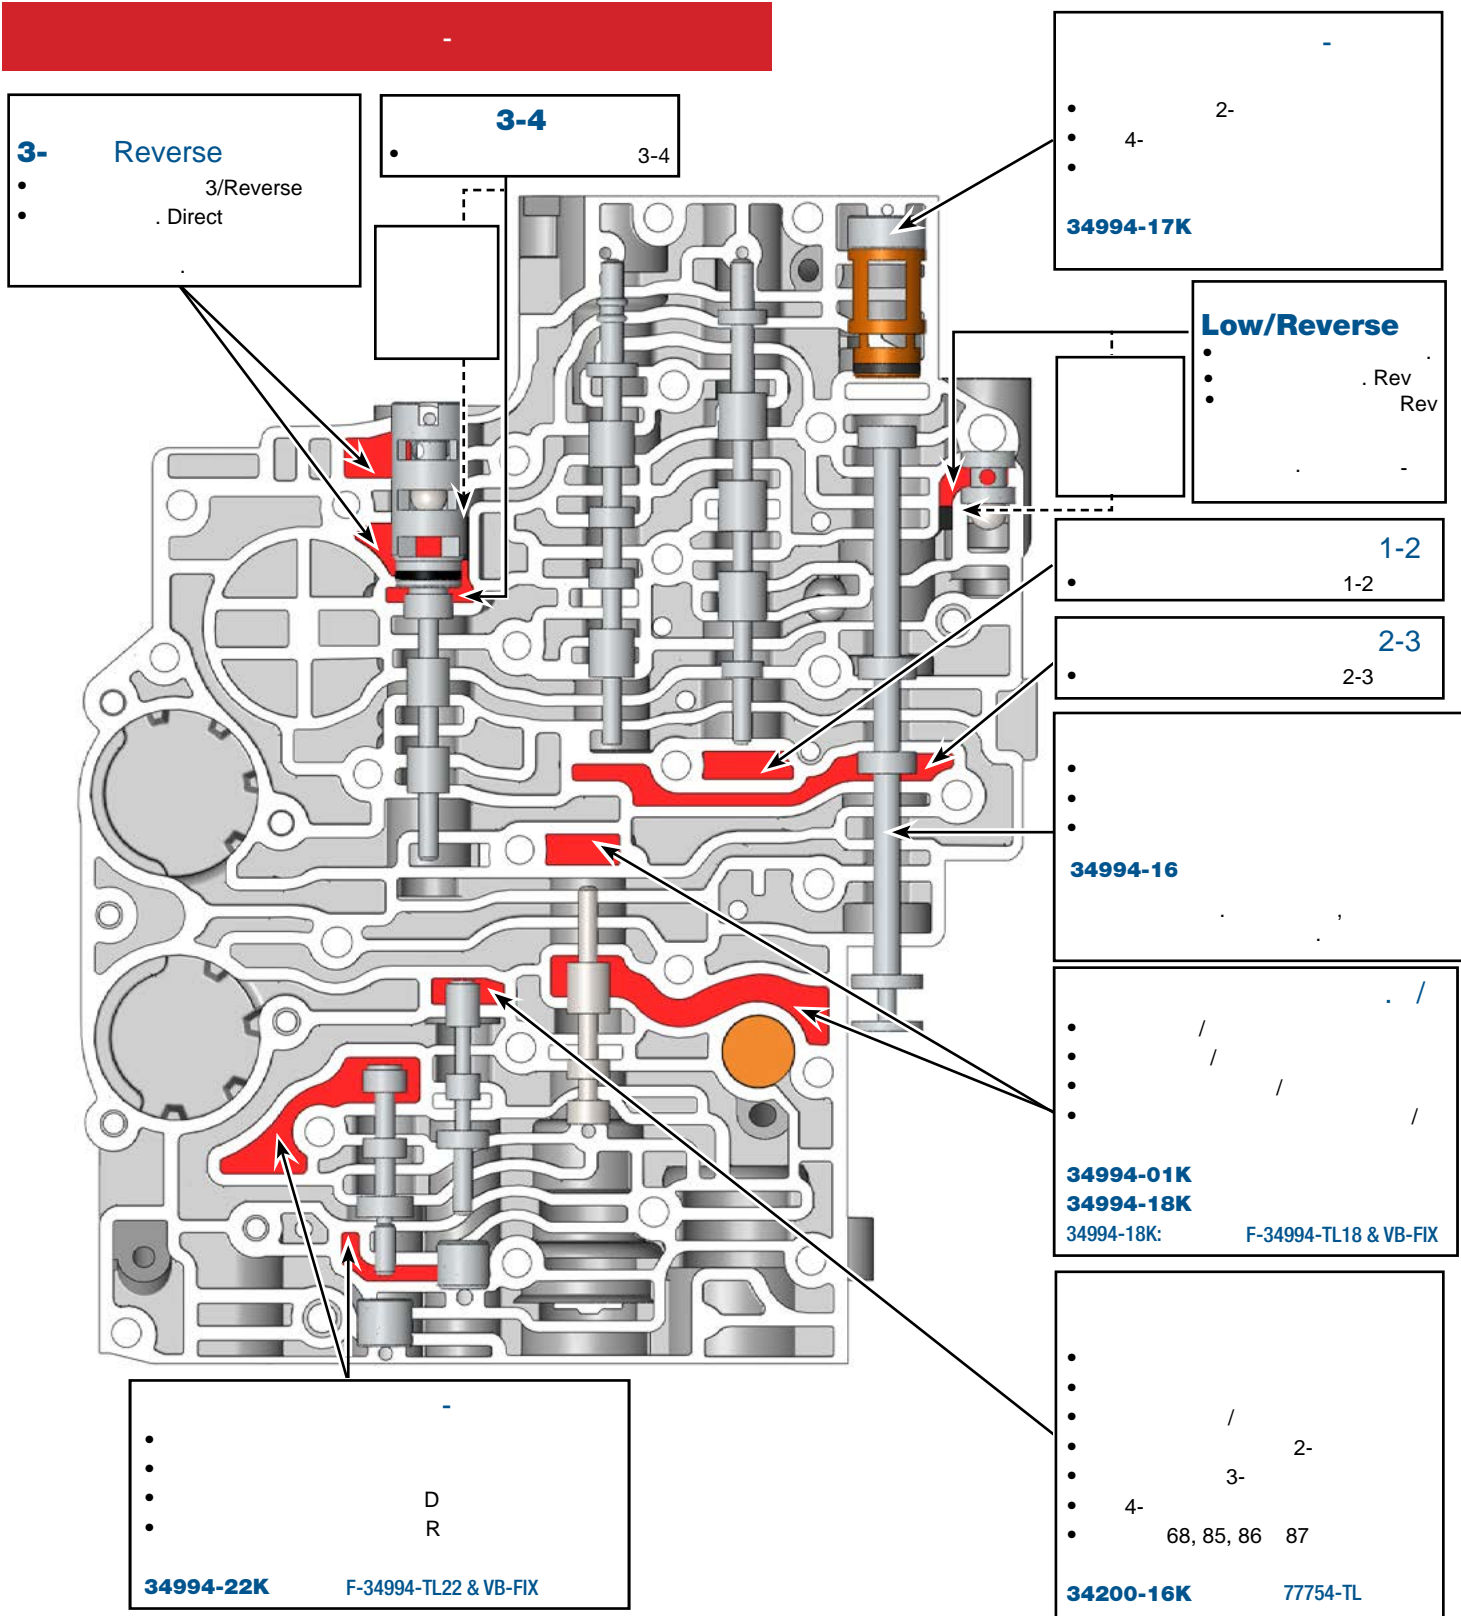 -
3- Reverse
• 3/Reverse
• . Direct
.
3-4
• 3-4
-
• 2-
• 4-
•
34994-17K
Low/Reverse
• .
• . Rev
• Rev
. -
1-2
• 1-2
2-3
• 2-3
•
•
•
34994-16
. ,
.
. /
• /
• /
• /
• /
34994-01K
34994-18K
34994-18K: F-34994-TL18 & VB-FIX
•
•
• /
• 2-
• 3-
• 4-
• 68, 85, 86 87
34200-16K 77754-TL
-
•
•
• D
• R
34994-22K F-34994-TL22 & VB-FIX